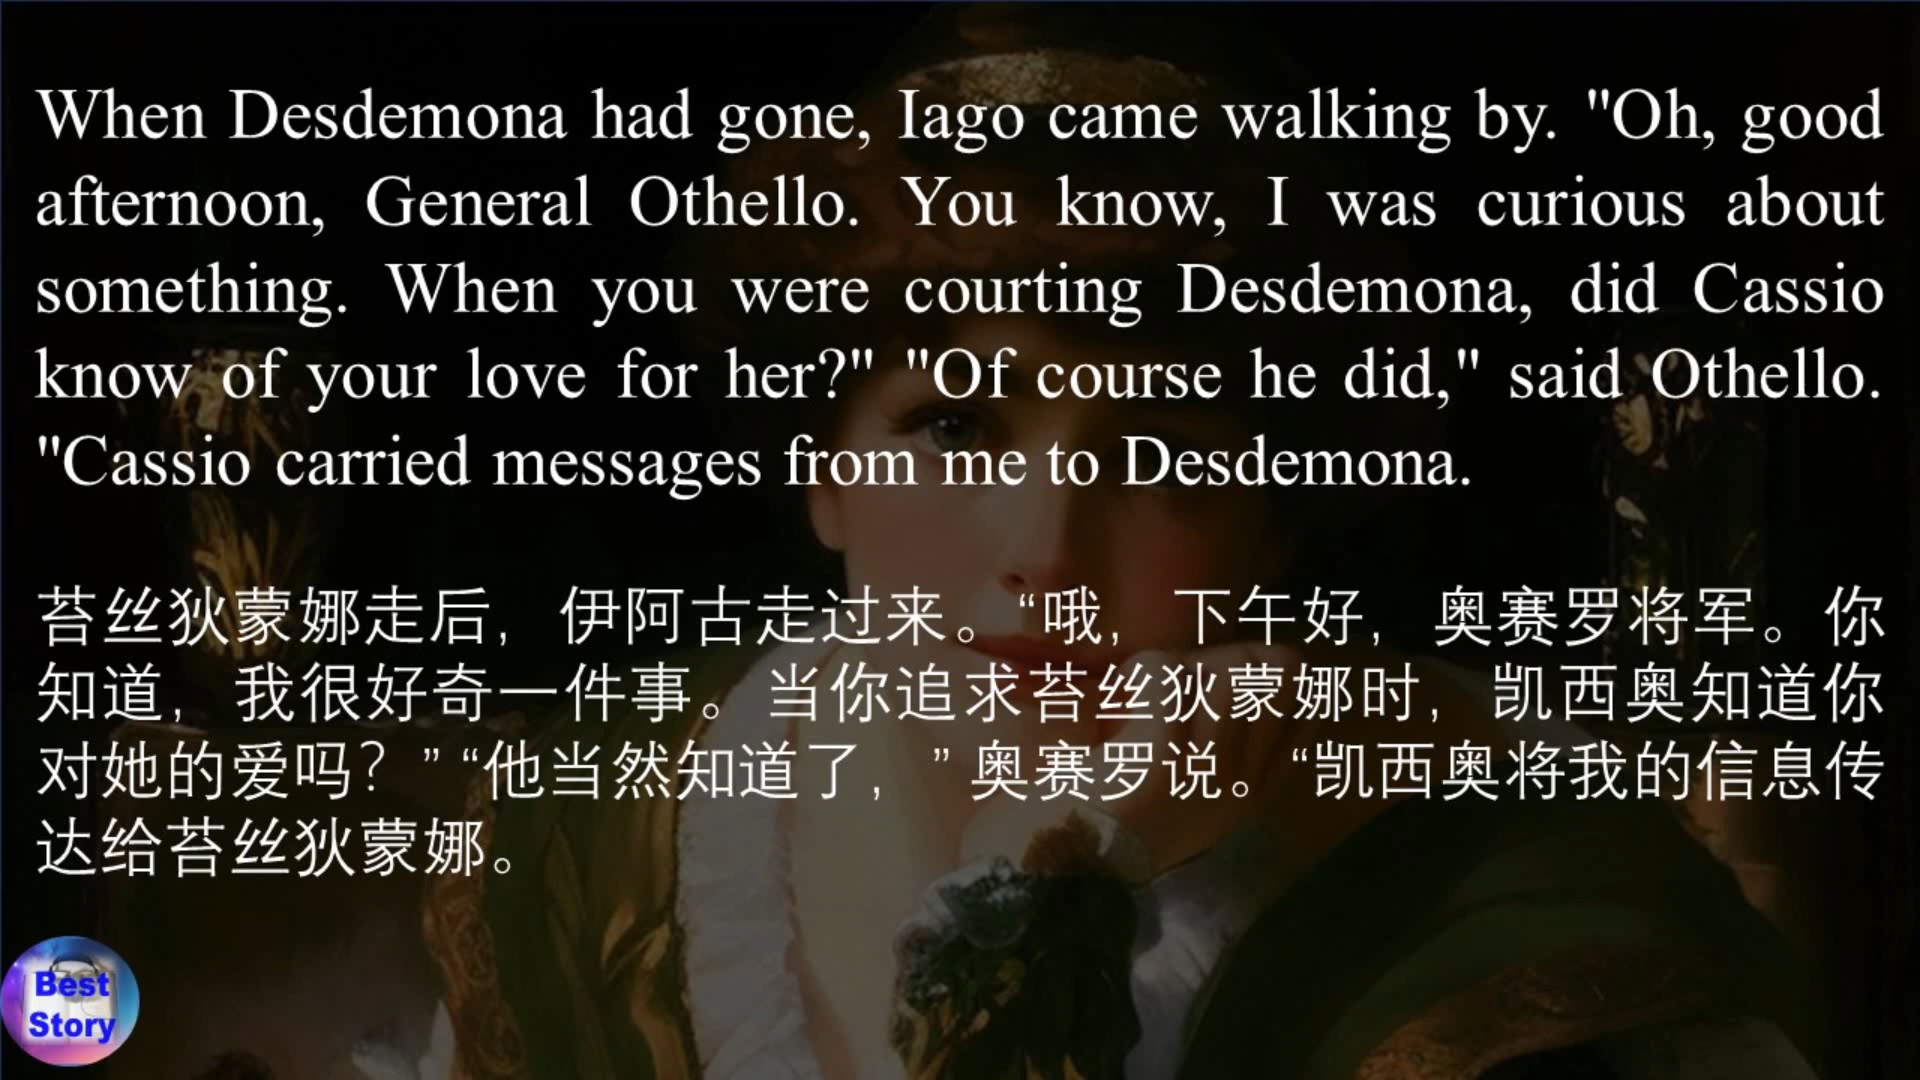 When Desdemona had gone, Iago came walking by. "Oh, good
afternoon, General Othello. You know, I was curious about
something. When you were courting Desdemona, did Cassio
know of your love for her?" "Of course he did," said Othello.
"Cassio carried messages from me to Desdemona.
苔丝狄蒙娜走后，伊阿古走过来。“哦，下午好，奥赛罗将军。你
知道，我很好奇一件事。当你追求苔丝狄蒙娜时，凯西奥知道你
对她的爱吗？” “他当然知道了，” 奥赛罗说。“凯西奥将我的信息传
达给苔丝狄蒙娜。
Best
Story